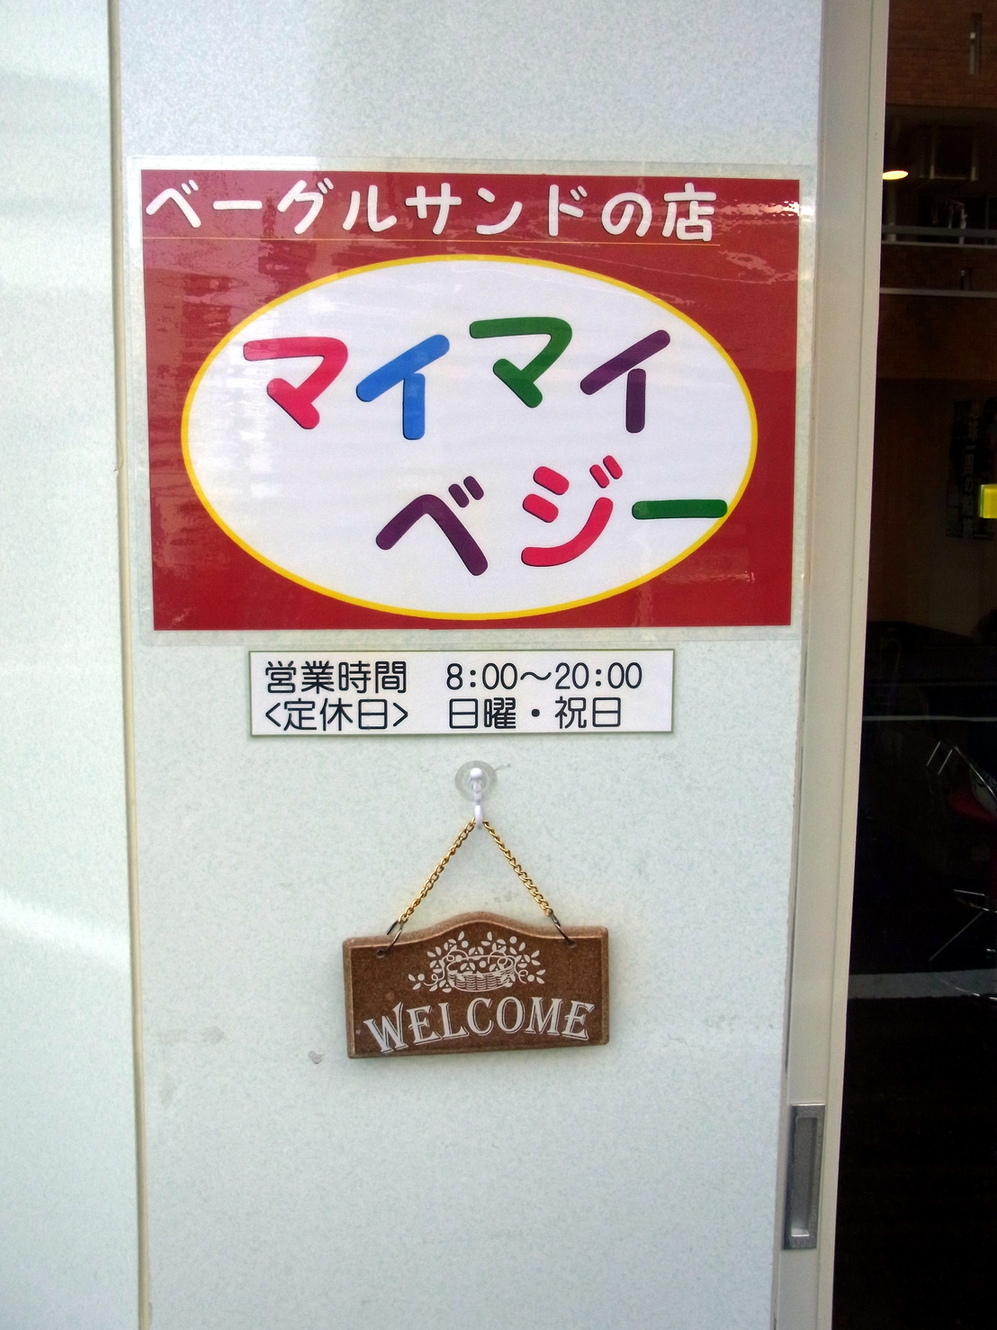 ベーグルサンドの店
マイマイ
ベジー
営業時間　8:00〜20:00
<定休日>　日曜・祝日
WELCOME